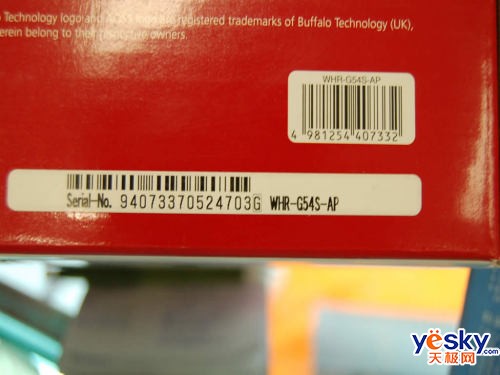 Technology logo and AOSS logo are registered trademarks of Buffalo Technology (UK),
erein belong to their respective owners.
WHR-G54S-AP
4 981254 407332
Serial-No. 94073370524703G WHR-G54S-AP
yesky.com
天极网